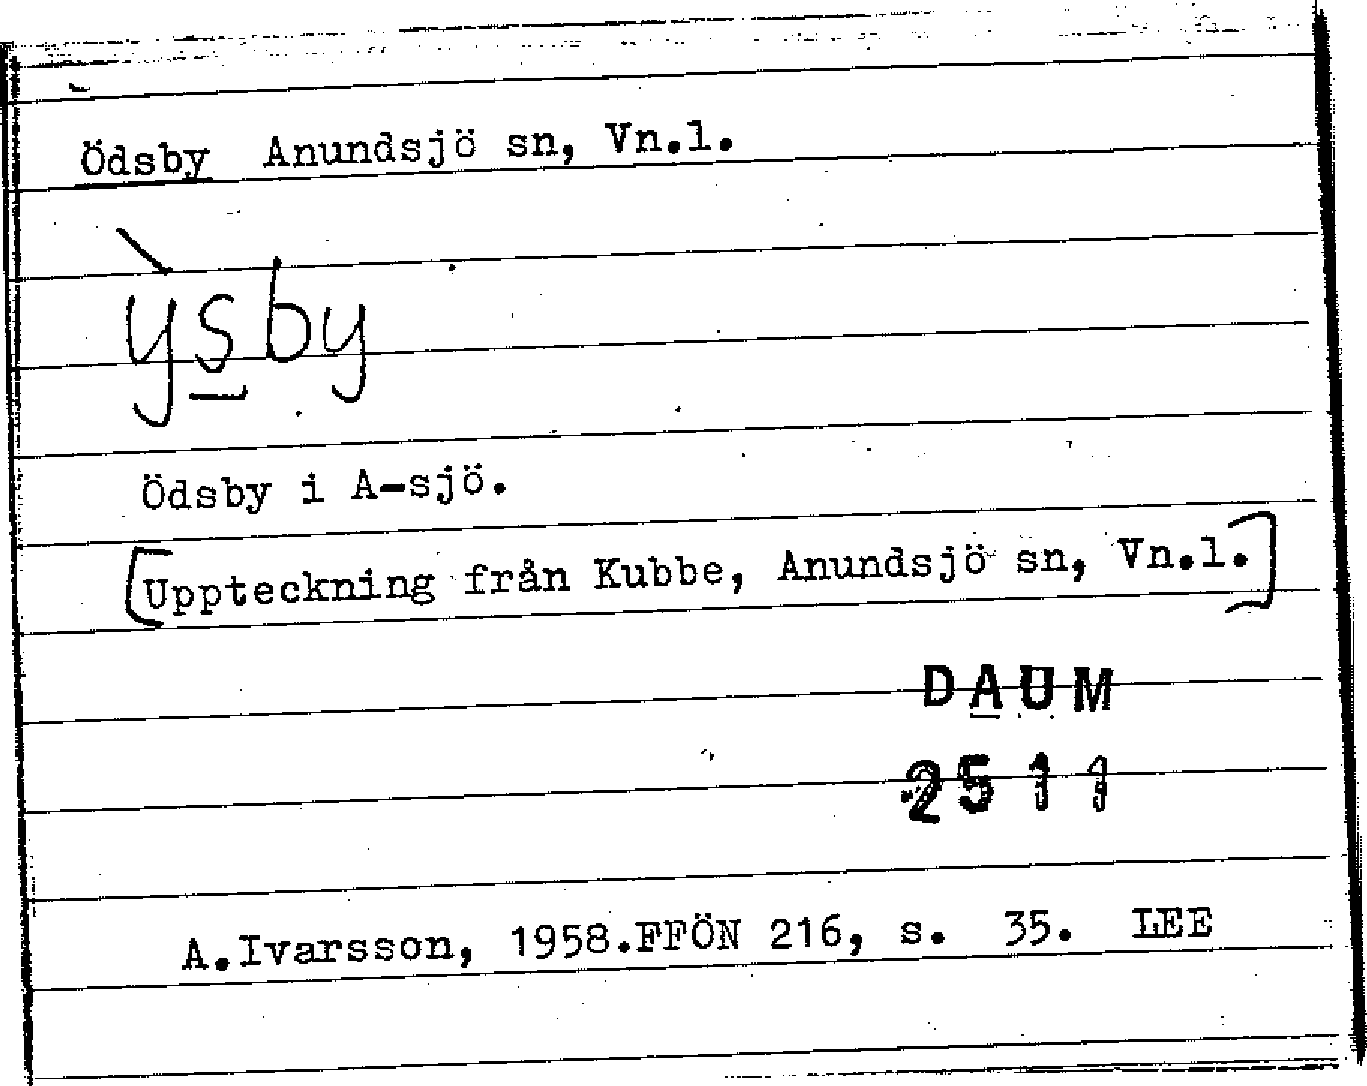 Ödsby Anundsjö sn, Vn.l.
`ysby
Ödsby i A-sjö.
[Uppteckning från Kubbe, Anundsjö sn, Vn.l.]
DAUM
2511
A.Ivarsson, 1958.FFÖN 216, s. 35. LEE